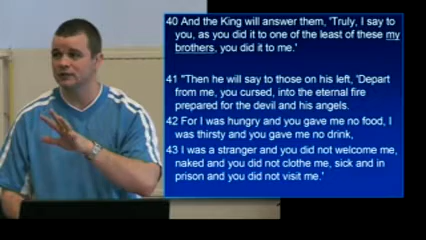 40 And the King will answer them, 'Truly, I say to
you, as you did it to one of the least of these my
brothers, you did it to me.'
41 "Then he will say to those on his left, 'Depart
from me, you cursed, into the eternal fire
prepared for the devil and his angels.
42 For I was hungry and you gave me no food, I
was thirsty and you gave me no drink,
43 I was a stranger and you did not welcome me,
naked and you did not clothe me, sick and in
prison and you did not visit me.'